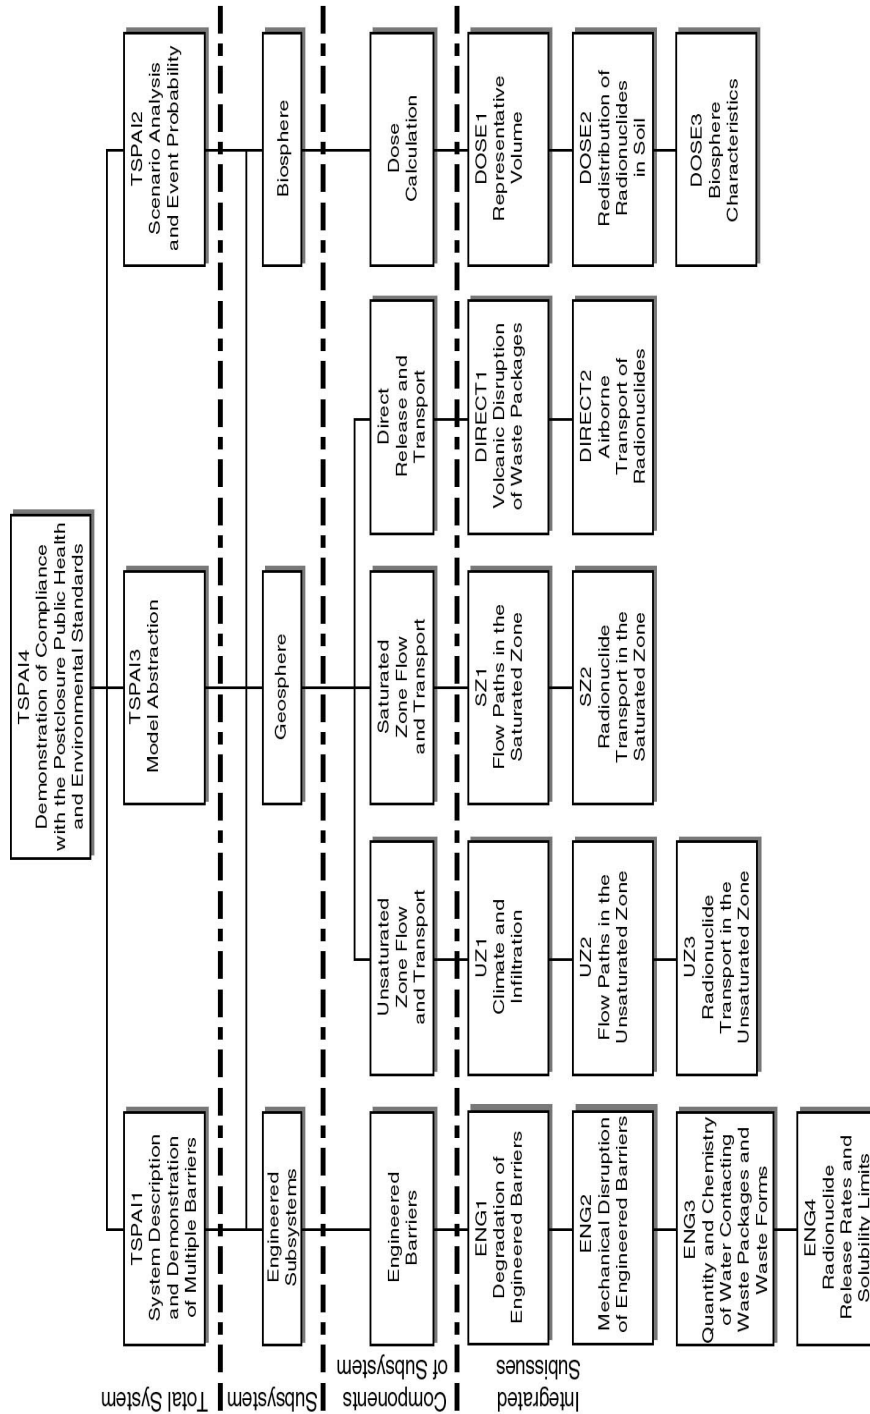 TSPAI4
Demonstration of Compliance
with the Postclosure Public Health
and Environmental Standards
Total System
TSPAI1
System Description
and Demonstration
of Multiple Barriers
TSPAI3
Model Abstraction
TSPAI2
Scenario Analysis
and Event Probability
Subsystem
Engineered
Subsystems
Geosphere
Biosphere
Components
of Subsystem
Engineered
Barriers
Unsaturated
Zone Flow
and Transport
Saturated
Zone Flow
and Transport
Direct
Release and
Transport
Dose
Calculation
Integrated
Subissues
ENG1
Degradation of
Engineered Barriers
UZ1
Climate and
Infiltration
SZ1
Flow Paths in the
Saturated Zone
DIRECT1
Volcanic Disruption
of Waste Packages
DOSE1
Representative
Volume
ENG2
Mechanical Disruption
of Engineered Barriers
UZ2
Flow Paths in the
Unsaturated Zone
SZ2
Radionuclide
Transport in the
Saturated Zone
DIRECT2
Airborne
Transport of
Radionuclides
DOSE2
Redistribution of
Radionuclides
in Soil
ENG3
Quantity and Chemistry
of Water Contacting
Waste Packages and
Waste Forms
UZ3
Radionuclide
Transport in the
Unsaturated Zone
DOSE3
Biosphere
Characteristics
ENG4
Radionuclide
Release Rates and
Solubility Limits